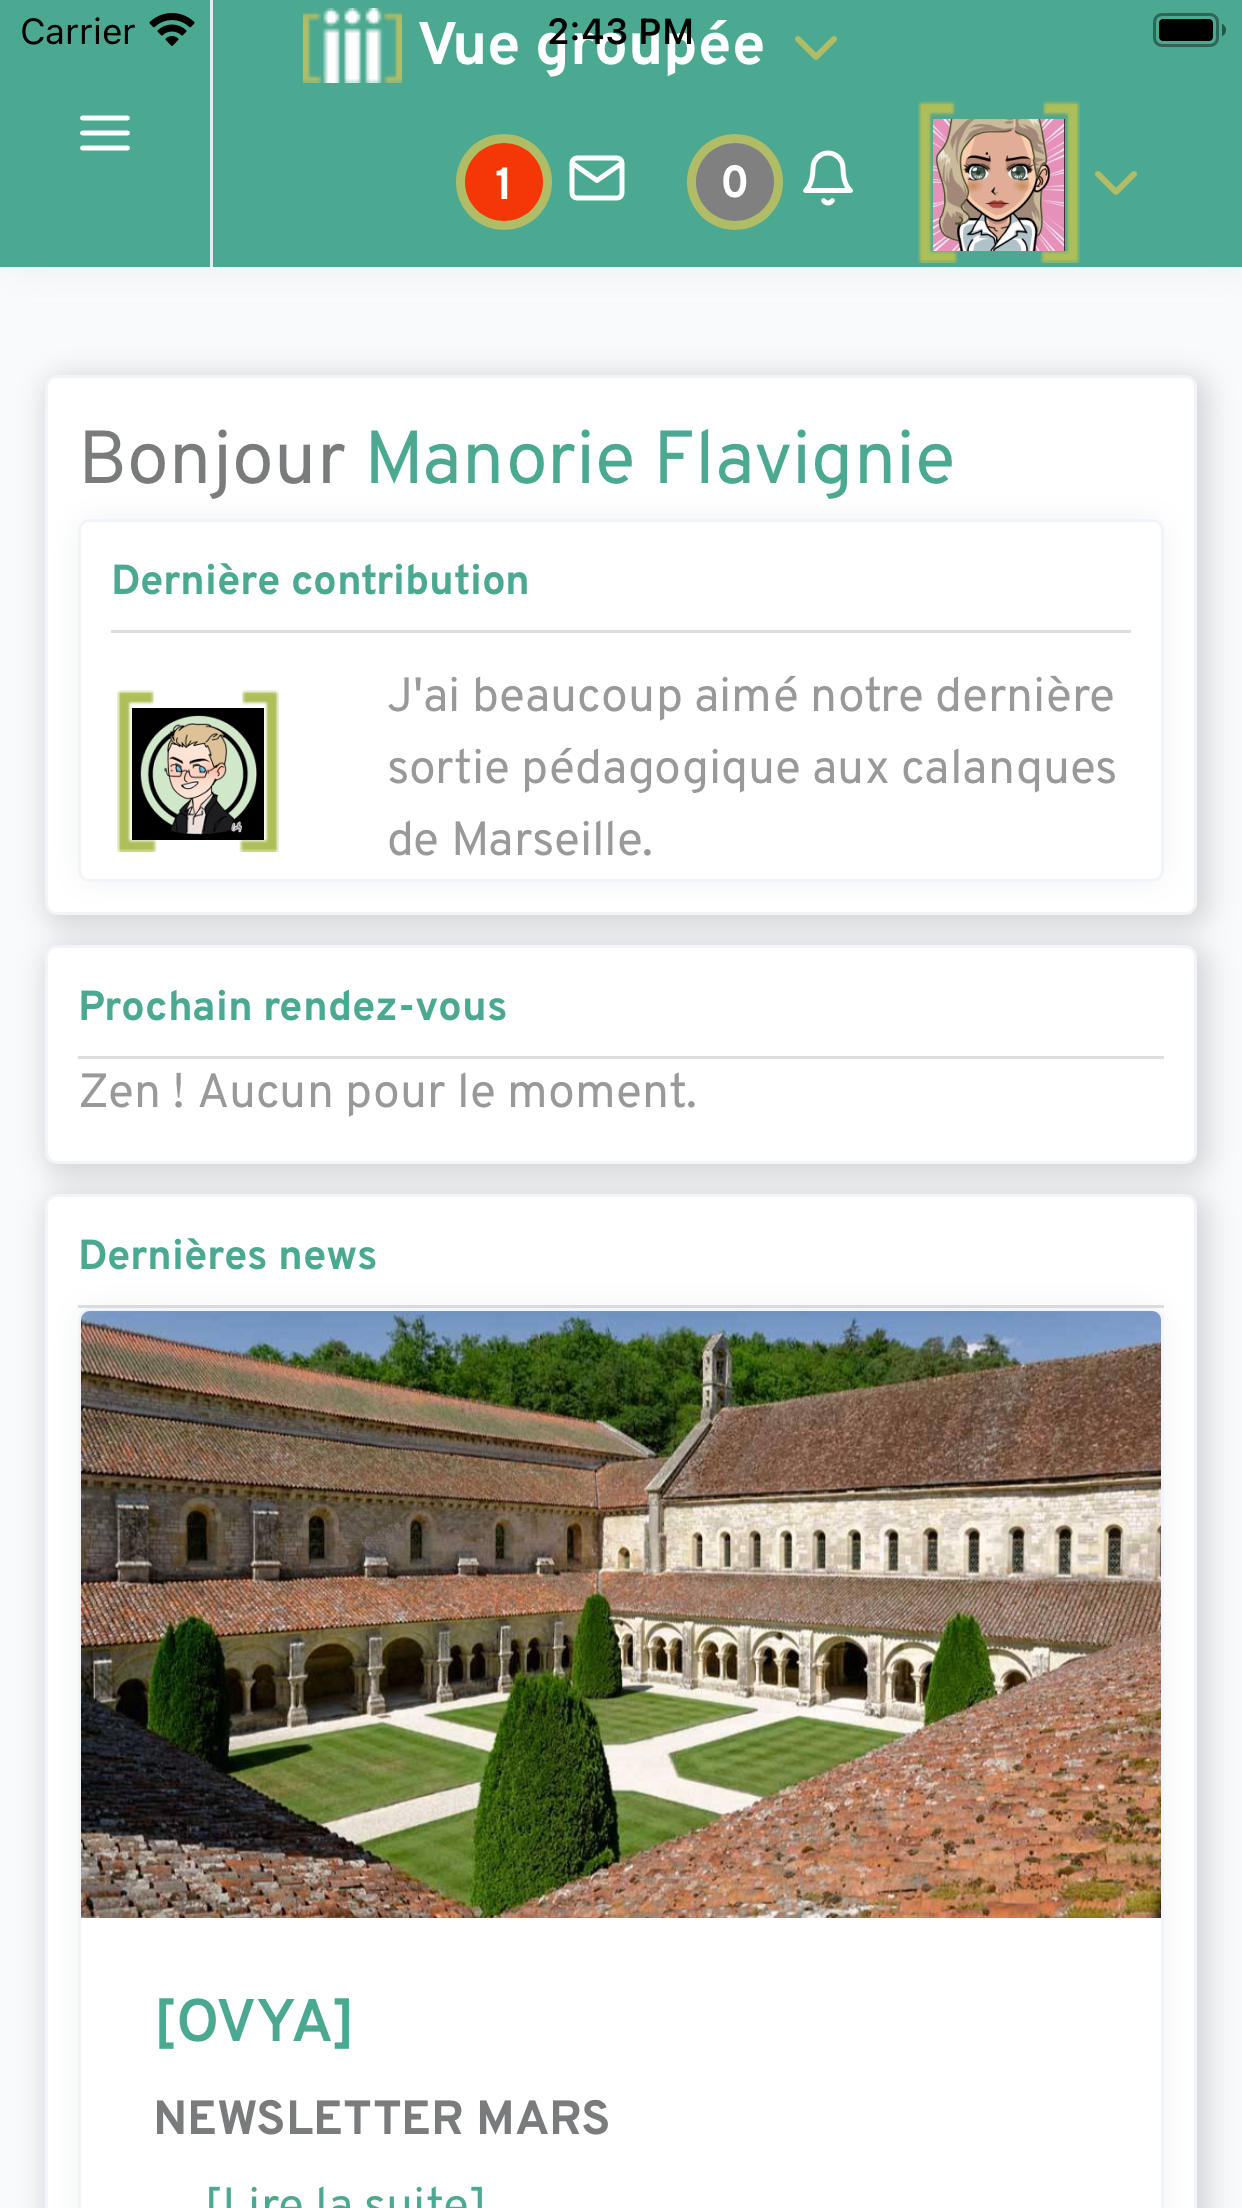 Carrier
2:43 PM
[iii] Vue groupée
1
0
Bonjour Manorie Flavignie
Dernière contribution
J'ai beaucoup aimé notre dernière
sortie pédagogique aux calanques
de Marseille.
Prochain rendez-vous
Zen ! Aucun pour le moment.
Dernières news
[OVYA]
NEWSLETTER MARS
[Lire la suite]